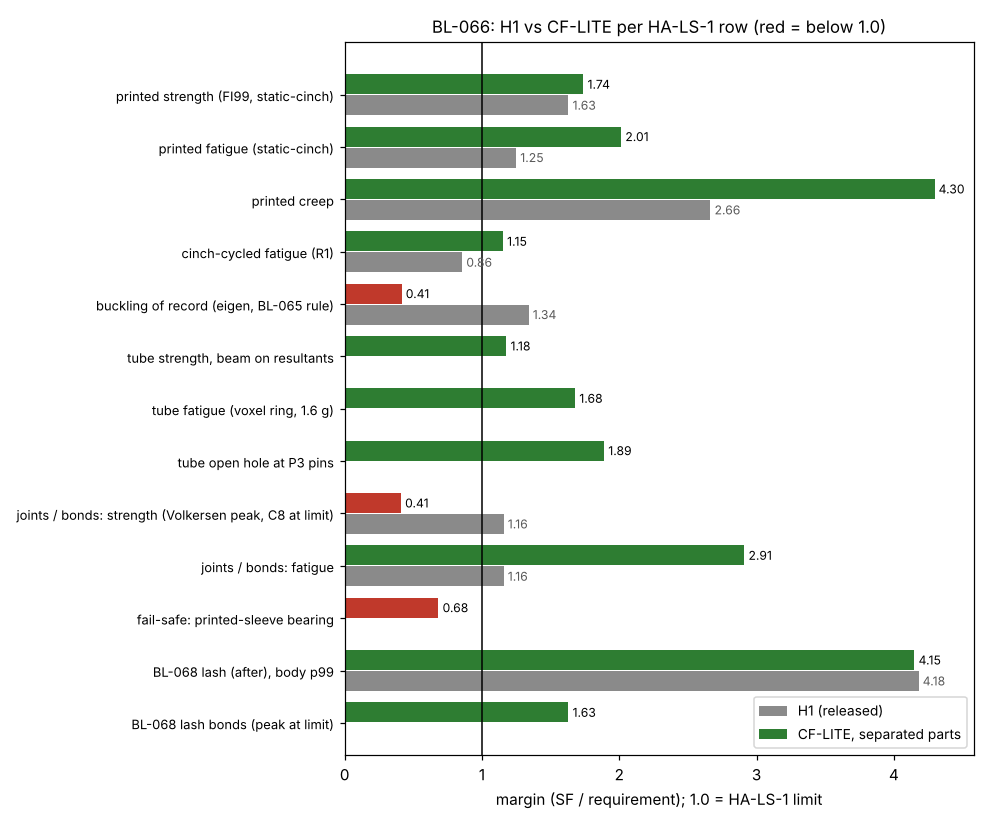 BL-066: H1 vs CF-LITE per HA-LS-1 row (red = below 1.0)
printed strength (FI99, static-cinch) 1.74 1.63
printed fatigue (static-cinch) 2.01 1.25
printed creep 4.30 2.66
cinch-cycled fatigue (R1) 1.15 0.86
buckling of record (eigen, BL-065 rule) 0.41 1.34
tube strength, beam on resultants 1.18
tube fatigue (voxel ring, 1.6 g) 1.68
tube open hole at P3 pins 1.89
joints / bonds: strength (Volkersen peak, C8 at limit) 0.41 1.16
joints / bonds: fatigue 2.91 1.16
fail-safe: printed-sleeve bearing 0.68
BL-068 lash (after), body p99 4.15 4.18
BL-068 lash bonds (peak at limit) 1.63
H1 (released)
CF-LITE, separated parts
0 1 2 3 4
margin (SF / requirement); 1.0 = HA-LS-1 limit